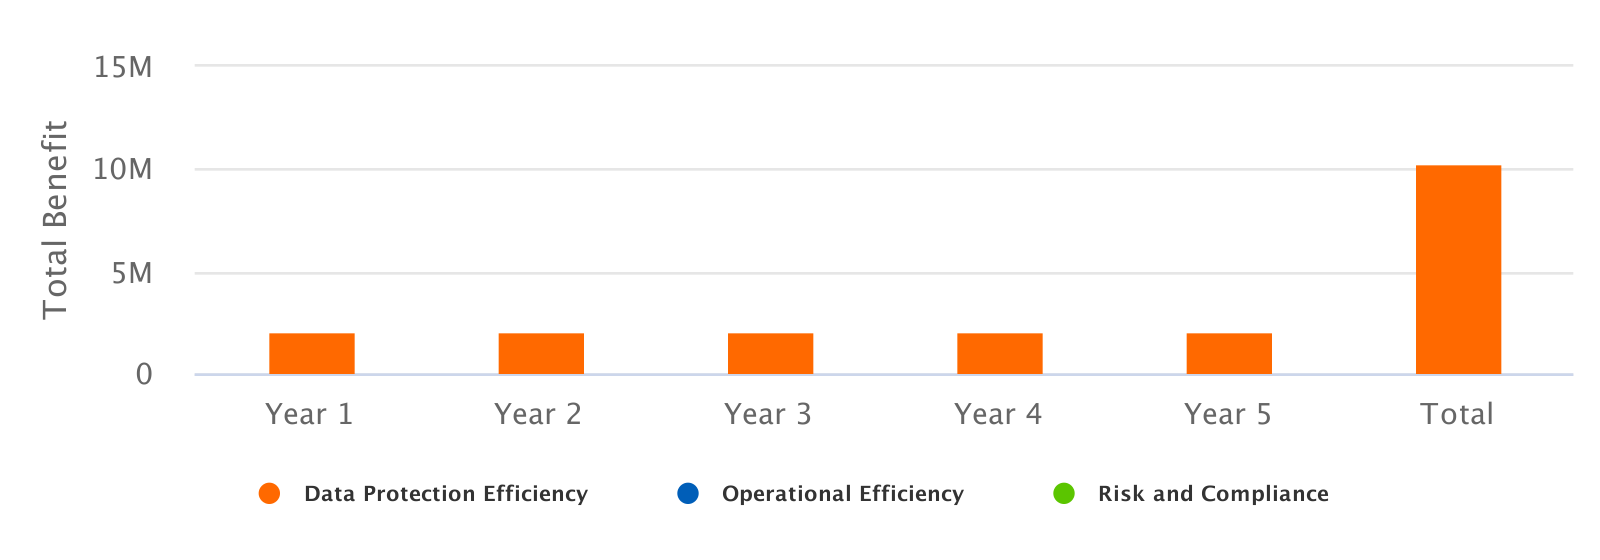 15M
10M
5M
0
Total Benefit
Year 1 Year 2 Year 3 Year 4 Year 5 Total
Data Protection Efficiency Operational Efficiency Risk and Compliance